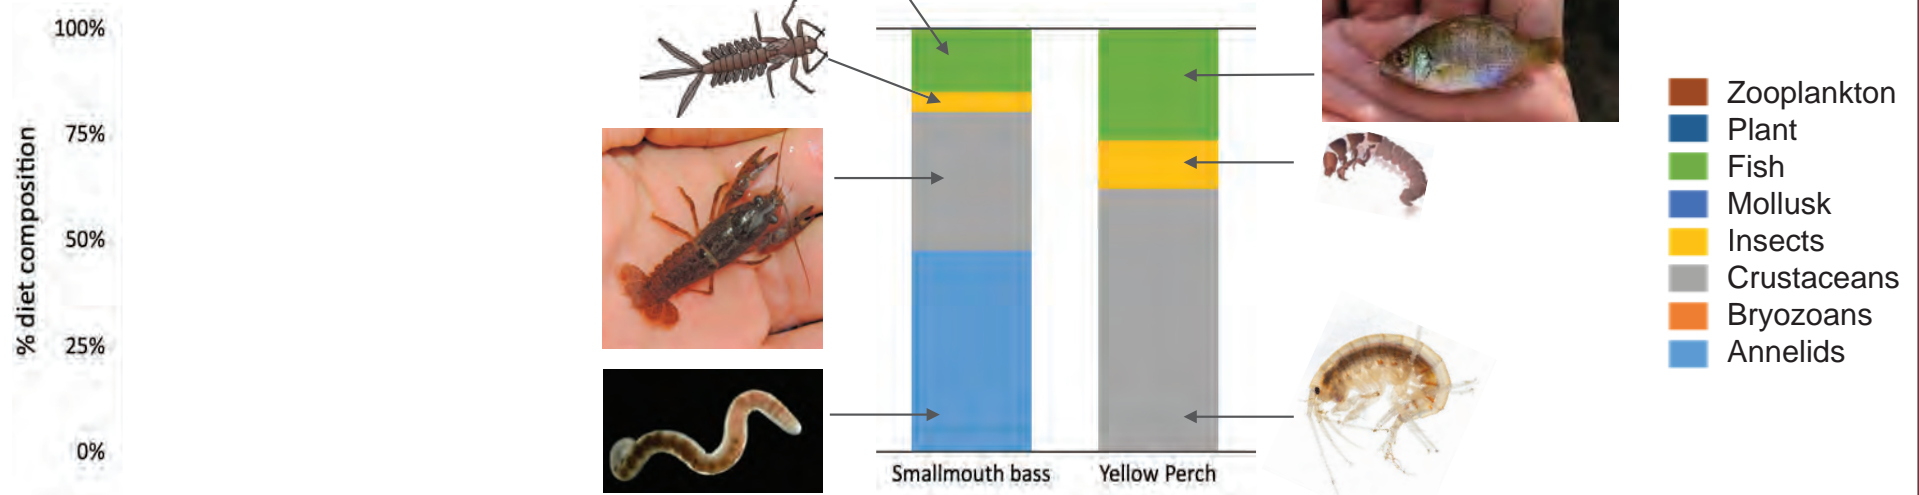 % diet composition
100%
75%
50%
25%
0%
Smallmouth bass
Yellow Perch
Zooplankton
Plant
Fish
Mollusk
Insects
Crustaceans
Bryozoans
Annelids